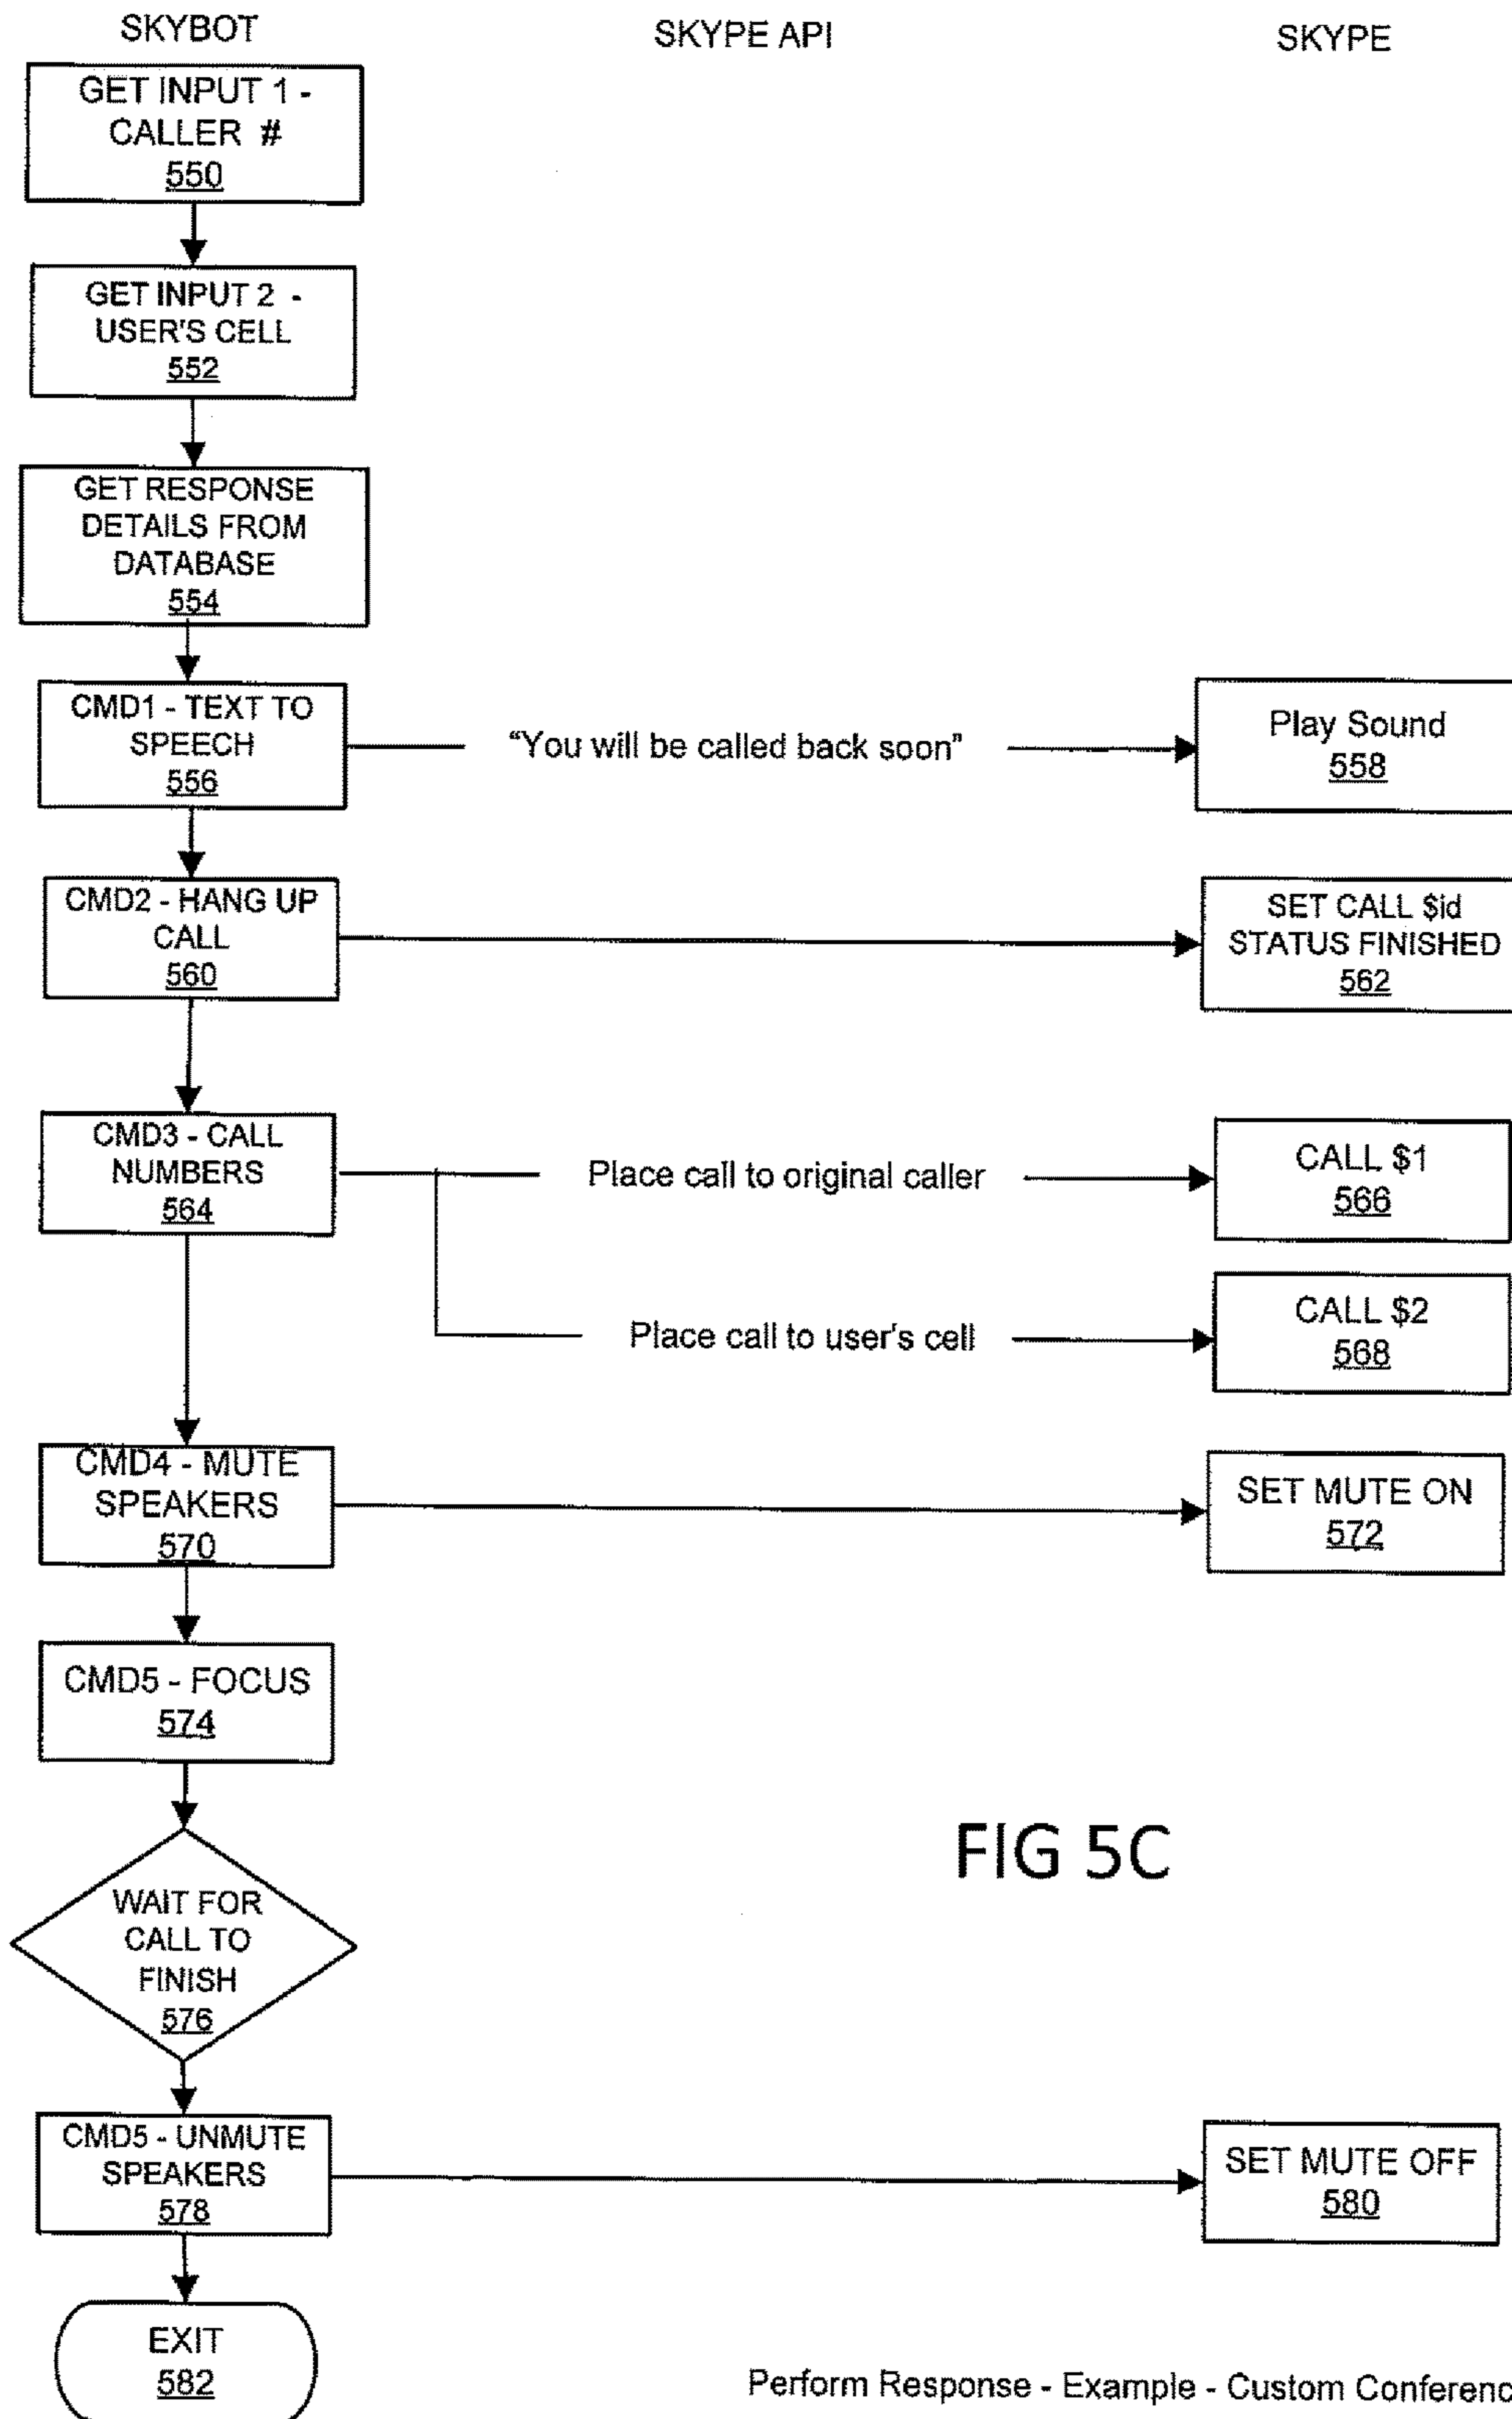 SKYBOT
SKYPE API
SKYPE
GET INPUT 1 -
CALLER #
550
GET INPUT 2 -
USER'S CELL
552
GET RESPONSE
DETAILS FROM
DATABASE
554
CMD1 - TEXT TO
SPEECH
556
“You will be called back soon”
Play Sound
558
CMD2 - HANG UP
CALL
560
SET CALL $id
STATUS FINISHED
562
CMD3 - CALL
NUMBERS
564
Place call to original caller
CALL $1
566
Place call to user's cell
CALL $2
568
CMD4 - MUTE
SPEAKERS
570
SET MUTE ON
572
CMD5 - FOCUS
574
FIG 5C
WAIT FOR
CALL TO
FINISH
576
CMD5 - UNMUTE
SPEAKERS
578
SET MUTE OFF
580
EXIT
582
Perform Response - Example - Custom Conferenc